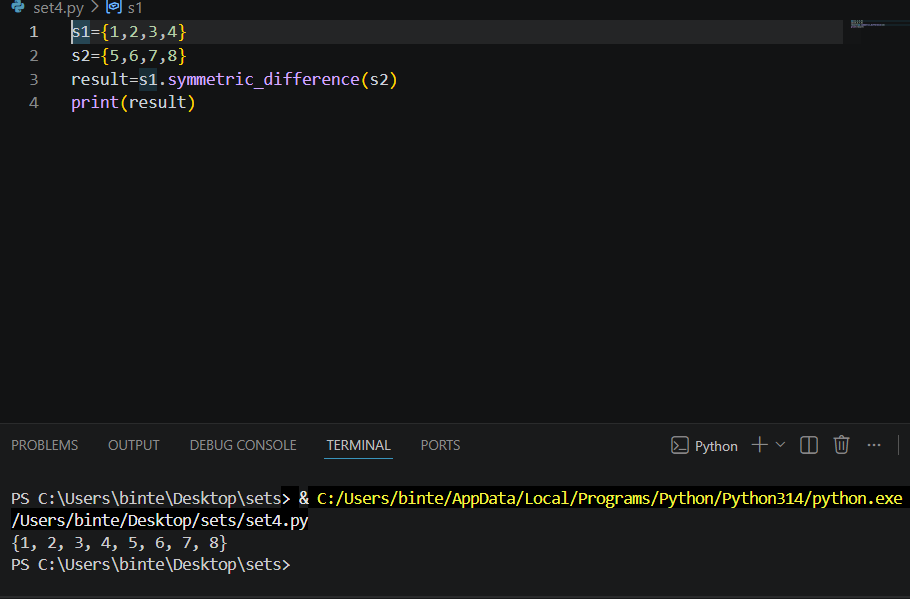 set4.py > s1
1 s1={1,2,3,4}
2 s2={5,6,7,8}
3 result=s1.symmetric_difference(s2)
4 print(result)
PROBLEMS OUTPUT DEBUG CONSOLE TERMINAL PORTS Python
PS C:\Users\binte\Desktop\sets> & C:/Users/binte/AppData/Local/Programs/Python/Python314/python.exe
/Users/binte/Desktop/sets/set4.py
{1, 2, 3, 4, 5, 6, 7, 8}
PS C:\Users\binte\Desktop\sets>